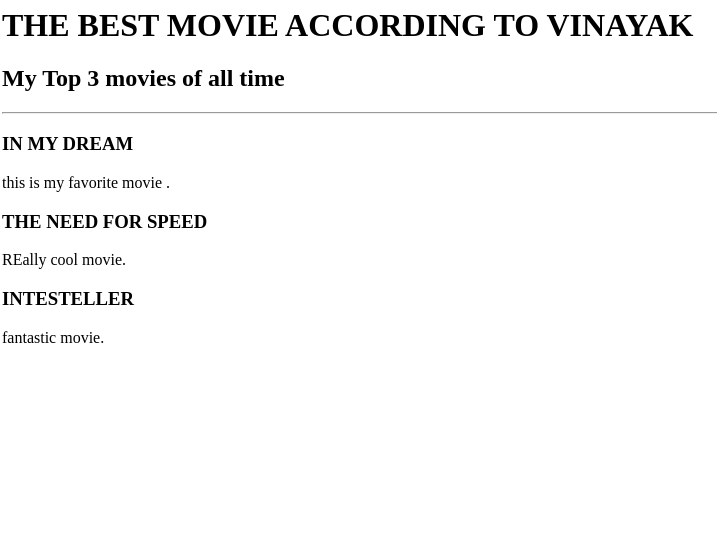 THE BEST MOVIE ACCORDING TO VINAYAK
My Top 3 movies of all time
IN MY DREAM
this is my favorite movie .
THE NEED FOR SPEED
REally cool movie.
INTESTELLER
fantastic movie.